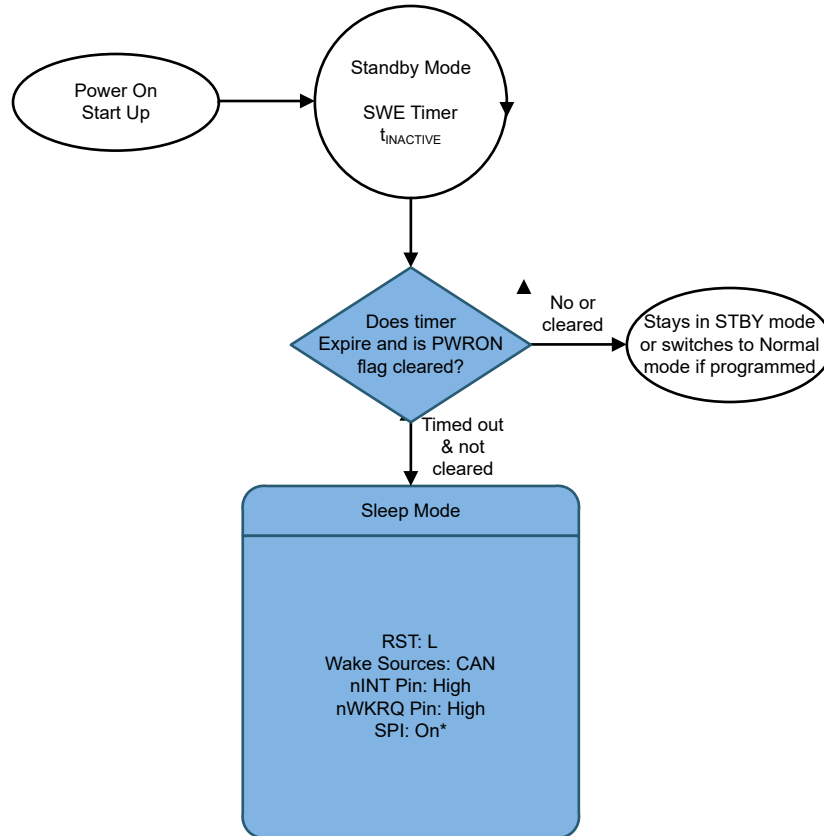 Power On
Start Up
Standby Mode
SWE Timer
tINACTIVE
Does timer
Expire and is PWRON
flag cleared?
No or
cleared
Stays in STBY mode
or switches to Normal
mode if programmed
Timed out
& not
cleared
Sleep Mode
RST: L
Wake Sources: CAN
nINT Pin: High
nWKRQ Pin: High
SPI: On*